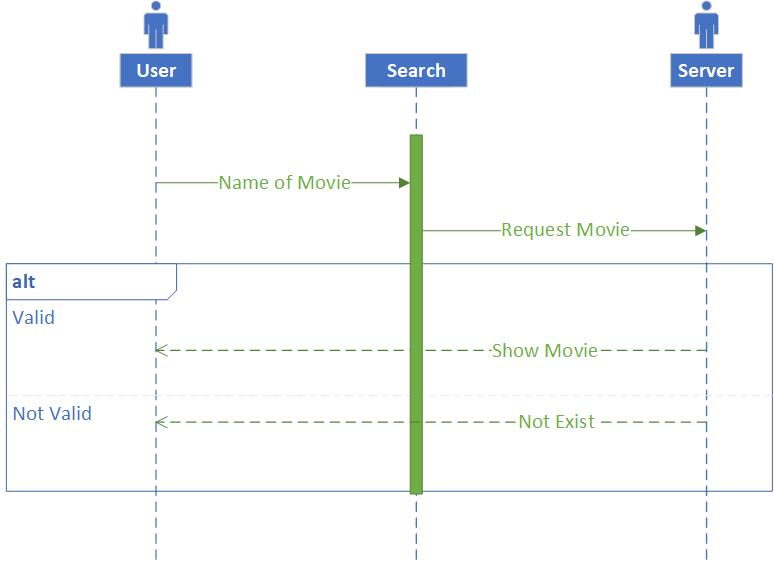 User
Search
Server
Name of Movie
Request Movie
alt
Valid
Show Movie
Not Valid
Not Exist